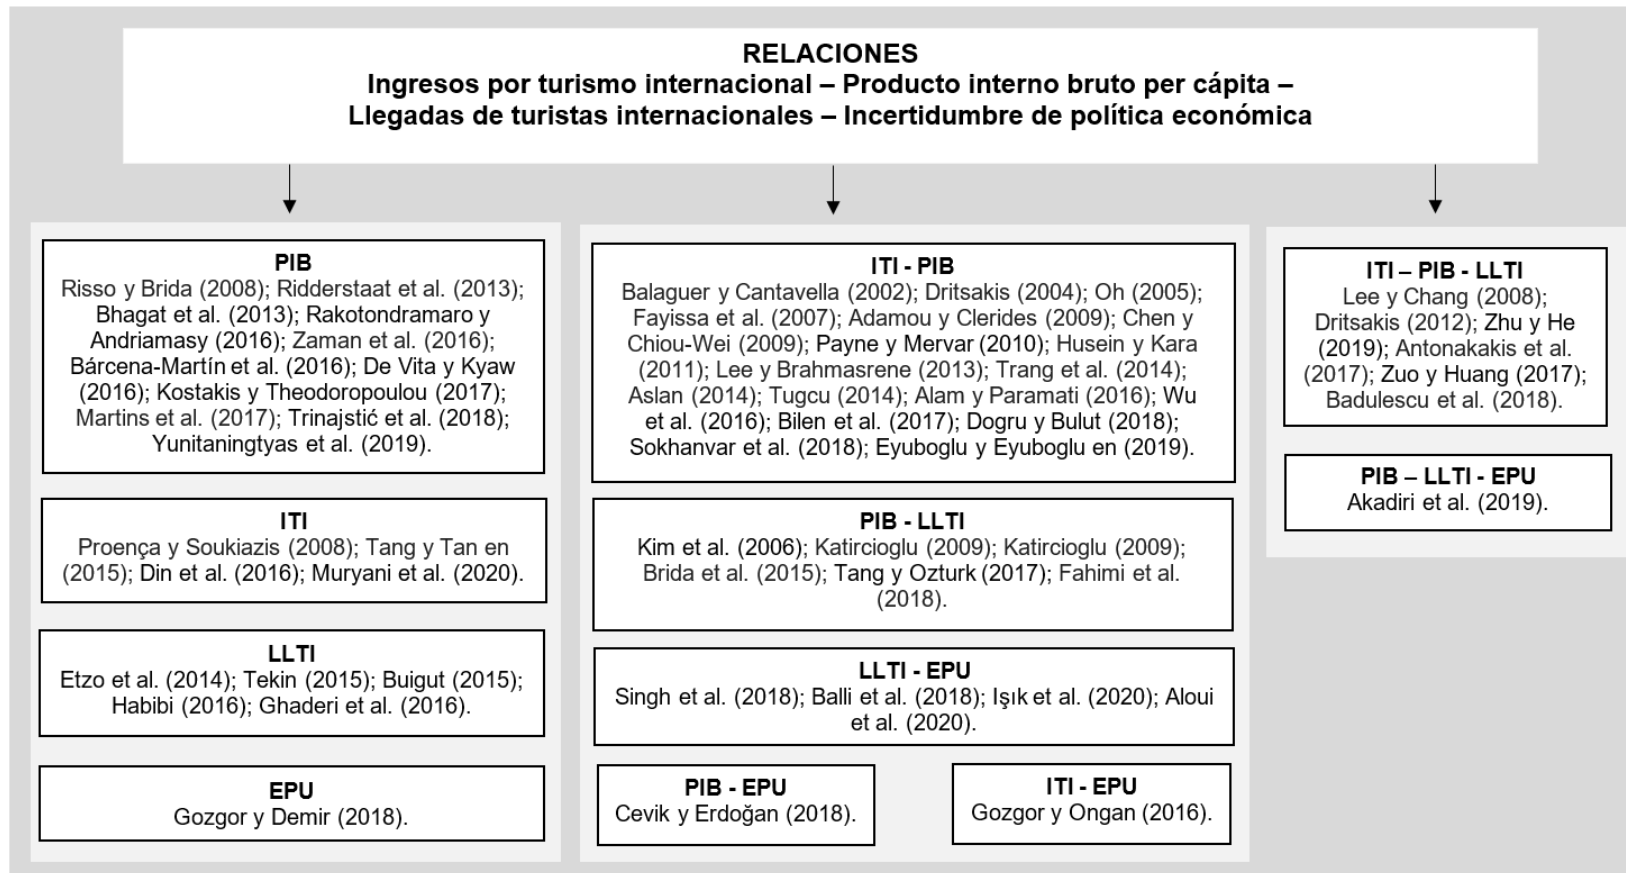 RELACIONES
Ingresos por turismo internacional – Producto interno bruto per cápita –
Llegadas de turistas internacionales – Incertidumbre de política económica
PIB
Risso y Brida (2008); Ridderstaat et al. (2013);
Bhagat et al. (2013); Rakotondramaro y
Andriamasy (2016); Zaman et al. (2016);
Bárcena-Martín et al. (2016); De Vita y Kyaw
(2016); Kostakis y Theodoropoulou (2017);
Martins et al. (2017); Trinajstić et al. (2018);
Yunitaningtyas et al. (2019).
ITI
Proença y Soukiazis (2008); Tang y Tan en
(2015); Din et al. (2016); Muryani et al. (2020).
LLTI
Etzo et al. (2014); Tekin (2015); Buigut (2015);
Habibi (2016); Ghaderi et al. (2016).
EPU
Gozgor y Demir (2018).
ITI - PIB
Balaguer y Cantavella (2002); Dritsakis (2004); Oh (2005);
Fayissa et al. (2007); Adamou y Clerides (2009); Chen y
Chiou-Wei (2009); Payne y Mervar (2010); Husein y Kara
(2011); Lee y Brahmasrene (2013); Trang et al. (2014);
Aslan (2014); Tugcu (2014); Alam y Paramati (2016); Wu
et al. (2016); Bilen et al. (2017); Dogru y Bulut (2018);
Sokhanvar et al. (2018); Eyuboglu y Eyuboglu en (2019).
PIB - LLTI
Kim et al. (2006); Katircioglu (2009); Katircioglu (2009);
Brida et al. (2015); Tang y Ozturk (2017); Fahimi et al.
(2018).
LLTI - EPU
Singh et al. (2018); Balli et al. (2018); Işık et al. (2020); Aloui
et al. (2020).
PIB - EPU
Cevik y Erdoğan (2018).
ITI - EPU
Gozgor y Ongan (2016).
ITI – PIB - LLTI
Lee y Chang (2008);
Dritsakis (2012); Zhu y He
(2019); Antonakakis et al.
(2017); Zuo y Huang (2017);
Badulescu et al. (2018).
PIB – LLTI - EPU
Akadiri et al. (2019).